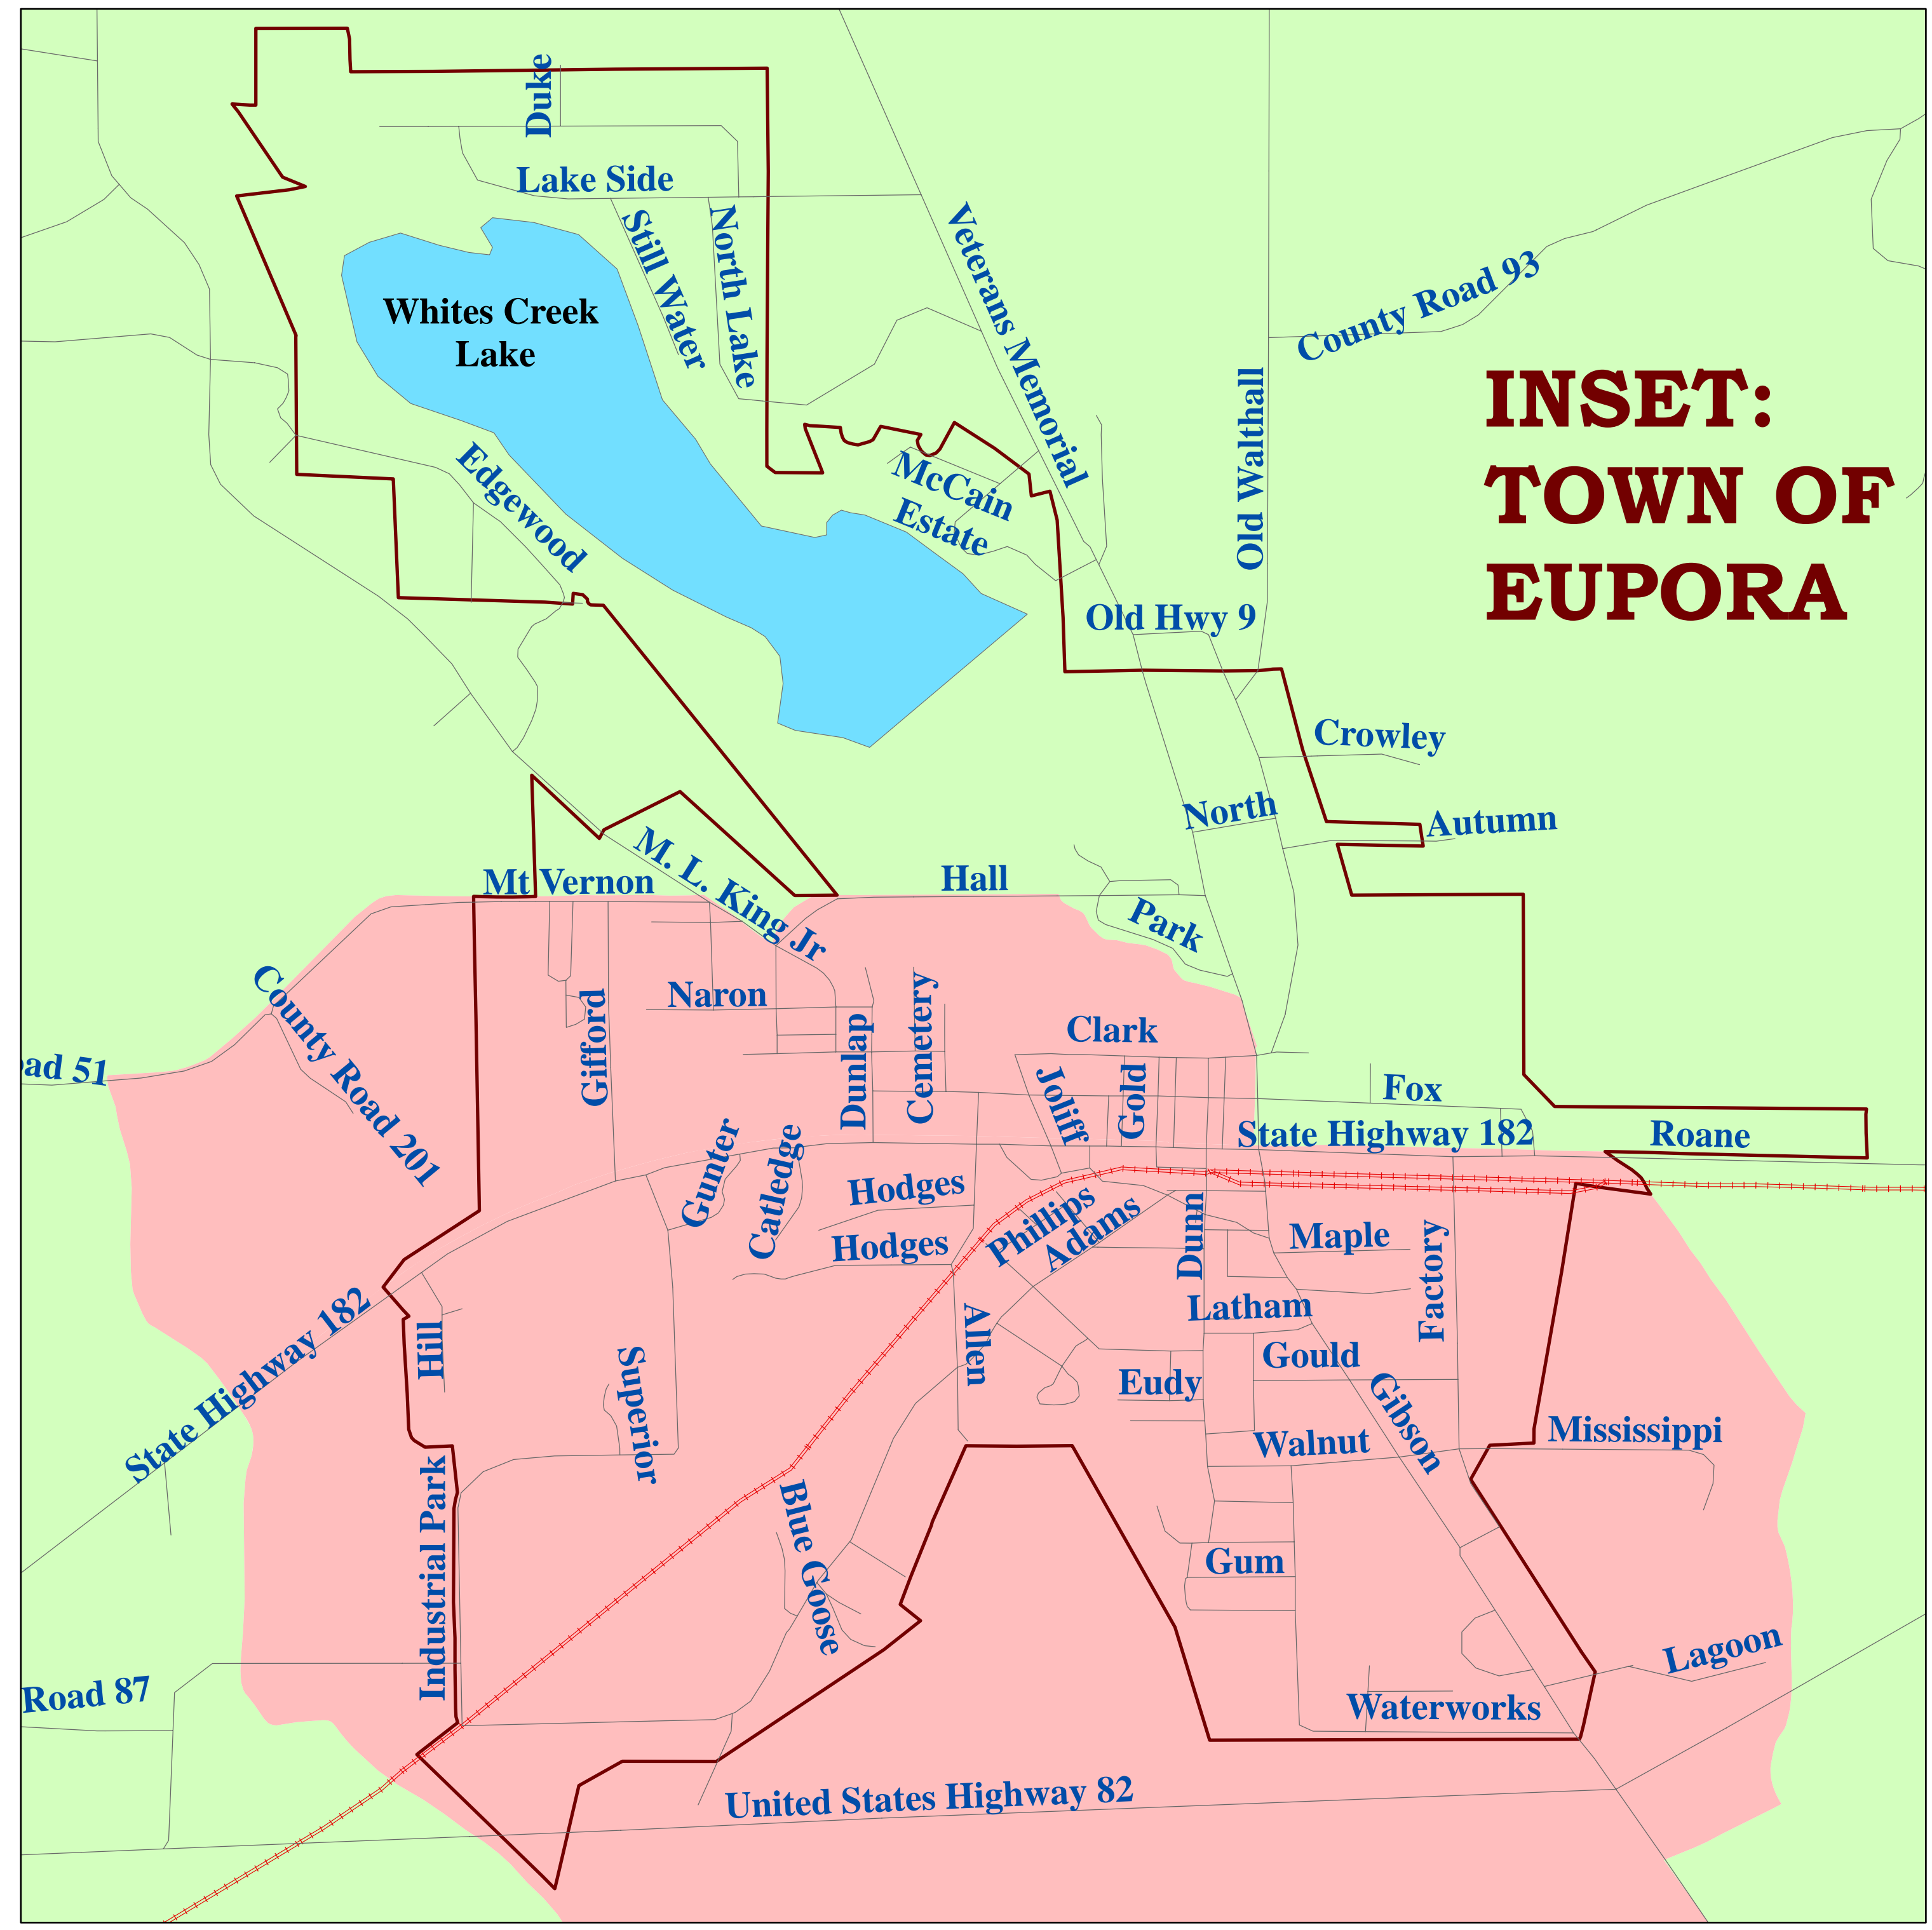 Duke
Lake Side
Still Water
North Lake
Whites Creek
Lake
Veterans Memorial
County Road 93
Old Walthall
INSET:
TOWN OF
EUPORA
Edgewood
McCain
Estate
Old Hwy 9
Crowley
North
Autumn
M. L. King Jr
Mt Vernon
Hall
Park
County Road 201
Naron
Gifford
Dunlap
Cemetery
Clark
Joliff
Gold
Fox
oad 51
State Highway 182
Roane
Gunter
Catledge
Hodges
Hodges
Phillips
Adams
Dunn
Maple
Factory
State Highway 182
Hill
Superior
Allen
Latham
Gould
Eudy
Gibson
Walnut
Mississippi
Industrial Park
Blue Goose
Gum
Lagoon
Road 87
Waterworks
United States Highway 82